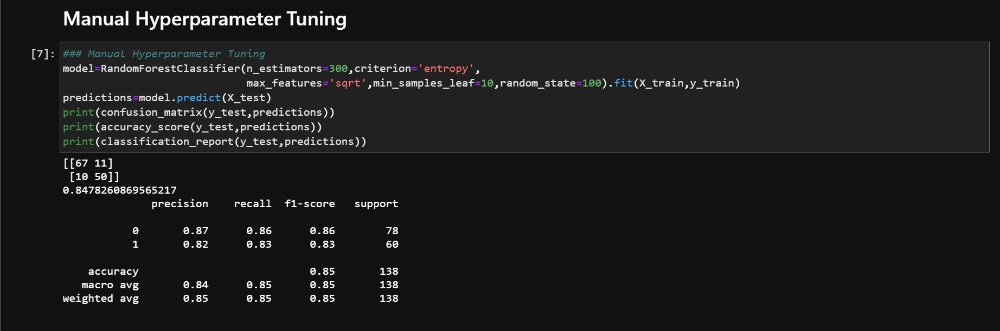 Manual Hyperparameter Tuning
[7]: ### Manual Hyperparameter Tuning
model=RandomForestClassifier(n_estimators=300,criterion='entropy',
                             max_features='sqrt',min_samples_leaf=10,random_state=100).fit(X_train,y_train)
predictions=model.predict(X_test)
print(confusion_matrix(y_test,predictions))
print(accuracy_score(y_test,predictions))
print(classification_report(y_test,predictions))
[[67 11]
 [10 50]]
0.8478260869565217
              precision    recall  f1-score   support
           0       0.87      0.86      0.86        78
           1       0.82      0.83      0.83        60
    accuracy                           0.85       138
   macro avg       0.84      0.85      0.85       138
weighted avg       0.85      0.85      0.85       138